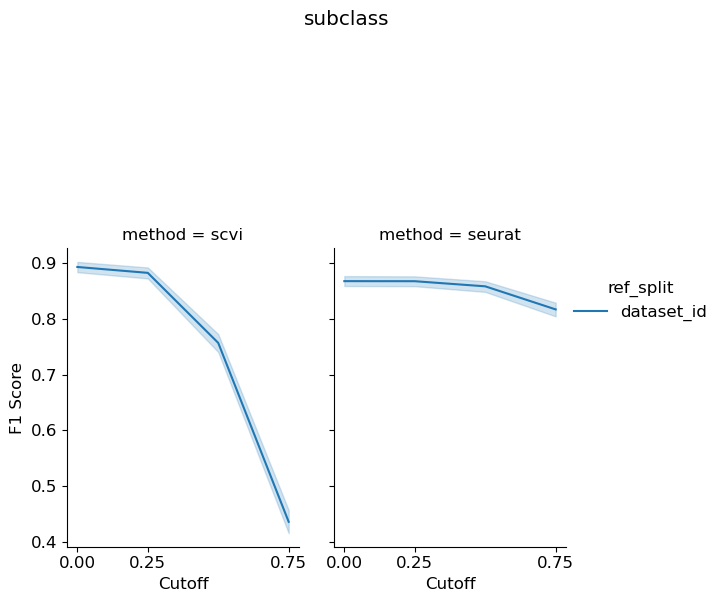 subclass
method = scvi
method = seurat
F1 Score
0.9
0.8
0.7
0.6
0.5
0.4
0.00
0.25
0.75
Cutoff
0.00
0.25
0.75
Cutoff
ref_split
dataset_id